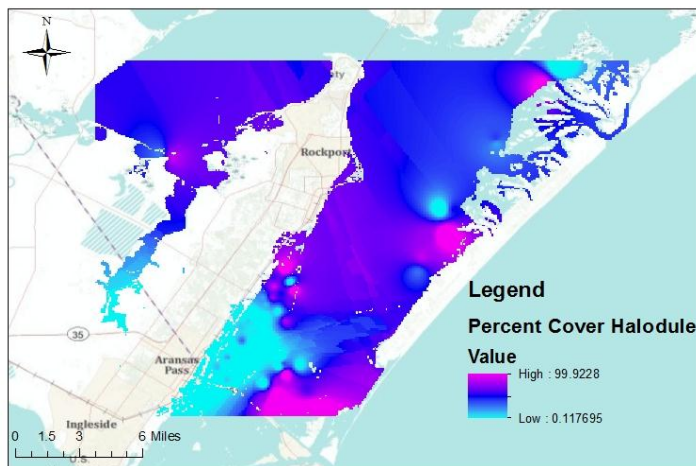 N
ty
Rockport
35
Aransas
Pass
Ingleside
U.S.
0 1.5 3 6 Miles
Legend
Percent Cover Halodule
Value
High : 99.9228
Low : 0.117695